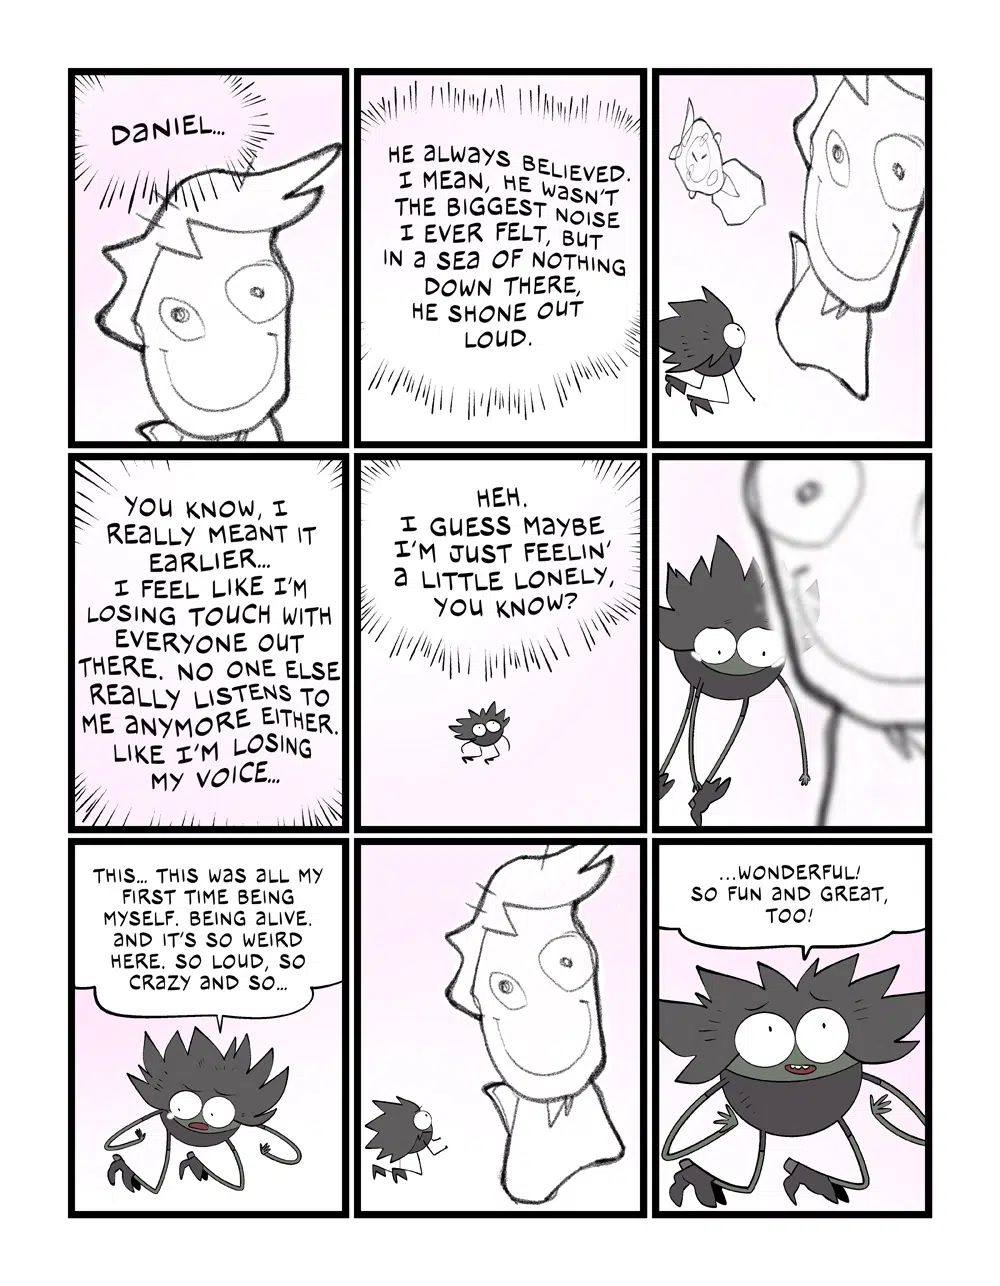 DANIEL...
HE ALWAYS BELIEVED.
I MEAN, HE WASN'T
THE BIGGEST NOISE
I EVER FELT, BUT
IN A SEA OF NOTHING
DOWN THERE,
HE SHONE OUT
LOUD.
YOU KNOW, I
REALLY MEANT IT
EARLIER...
I FEEL LIKE I'M
LOSING TOUCH WITH
EVERYONE OUT
THERE. NO ONE ELSE
REALLY LISTENS TO
ME ANYMORE EITHER.
LIKE I'M LOSING
MY VOICE...
HEH.
I GUESS MAYBE
I'M JUST FEELIN'
A LITTLE LONELY,
YOU KNOW?
THIS... THIS WAS ALL MY
FIRST TIME BEING
MYSELF. BEING ALIVE.
AND IT'S SO WEIRD
HERE. SO LOUD, SO
CRAZY AND SO...
...WONDERFUL!
SO FUN AND GREAT,
TOO!